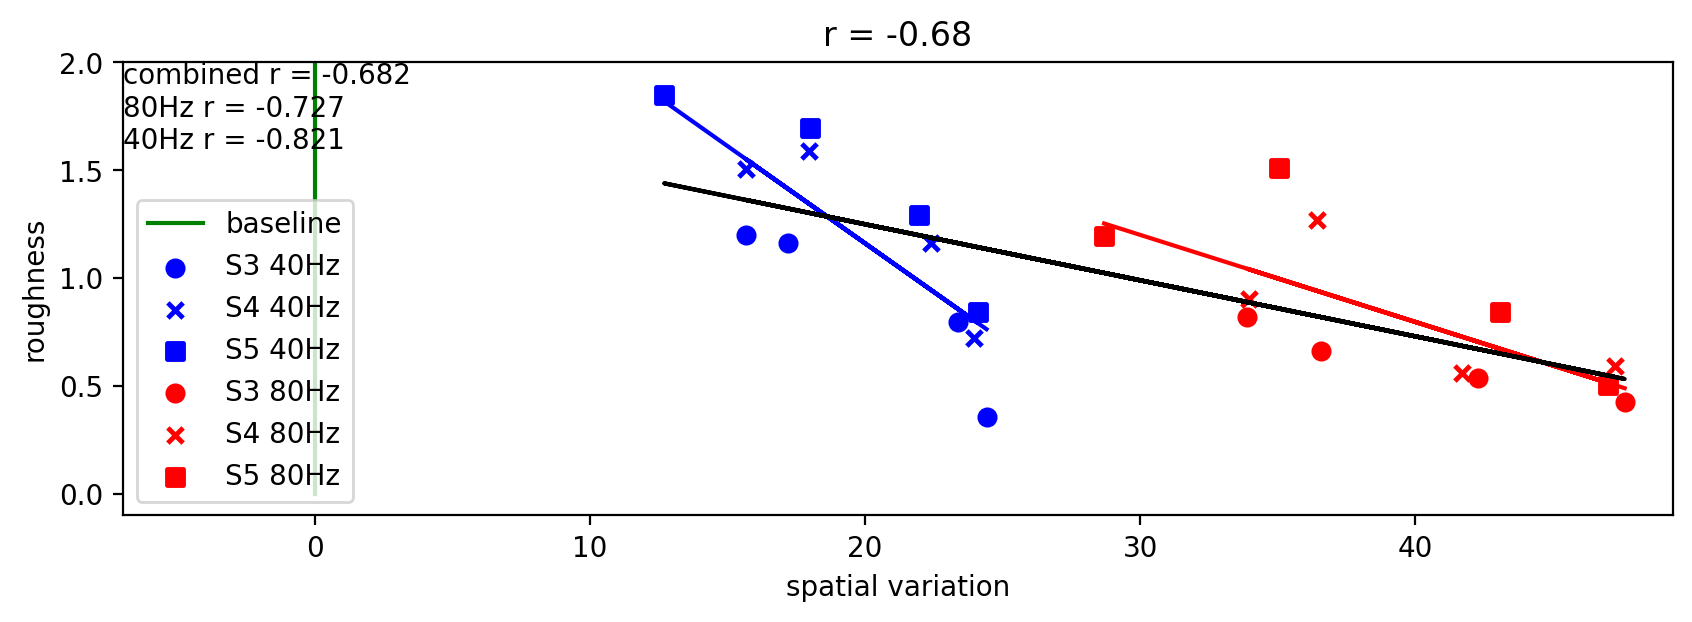 r = -0.68
combined r = -0.682
80Hz r = -0.727
40Hz r = -0.821
baseline
S3 40Hz
S4 40Hz
S5 40Hz
S3 80Hz
S4 80Hz
S5 80Hz
roughness
2.0
1.5
1.0
0.5
0.0
0 10 20 30 40
spatial variation